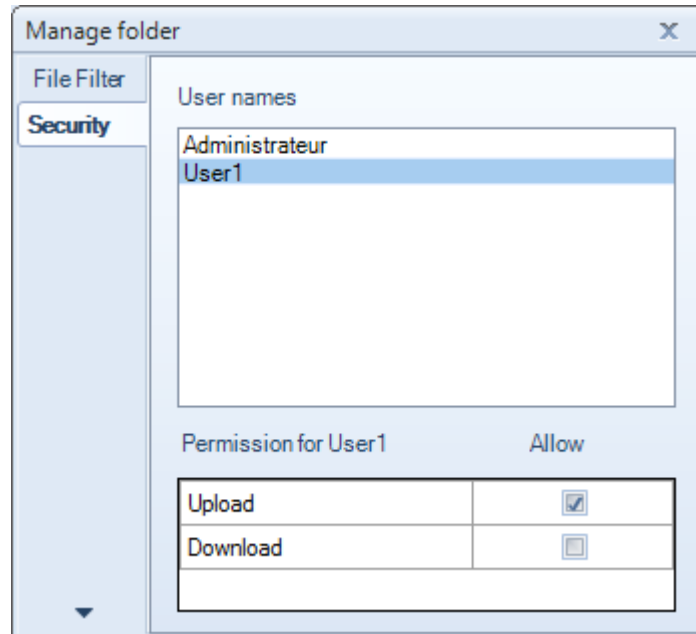 Manage folder
File Filter
Security
User names
Administrateur
User1
Permission for User1 Allow
Upload
Download